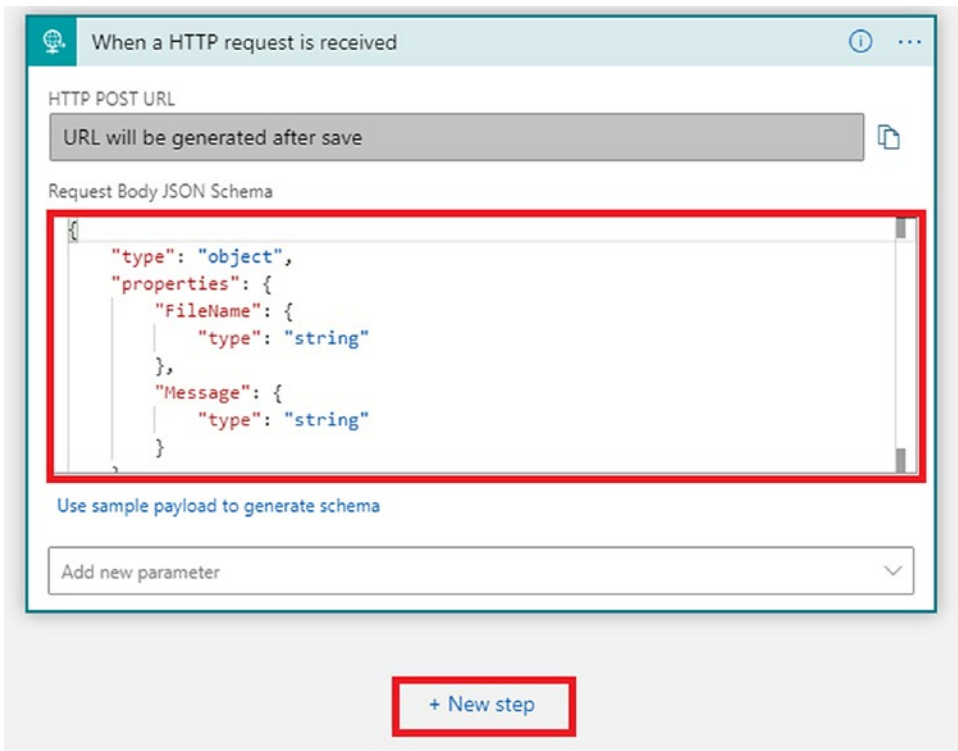 When a HTTP request is received
HTTP POST URL
URL will be generated after save
Request Body JSON Schema
{
"type": "object",
"properties": {
"FileName": {
"type": "string"
},
"Message": {
"type": "string"
}
Use sample payload to generate schema
Add new parameter
+ New step